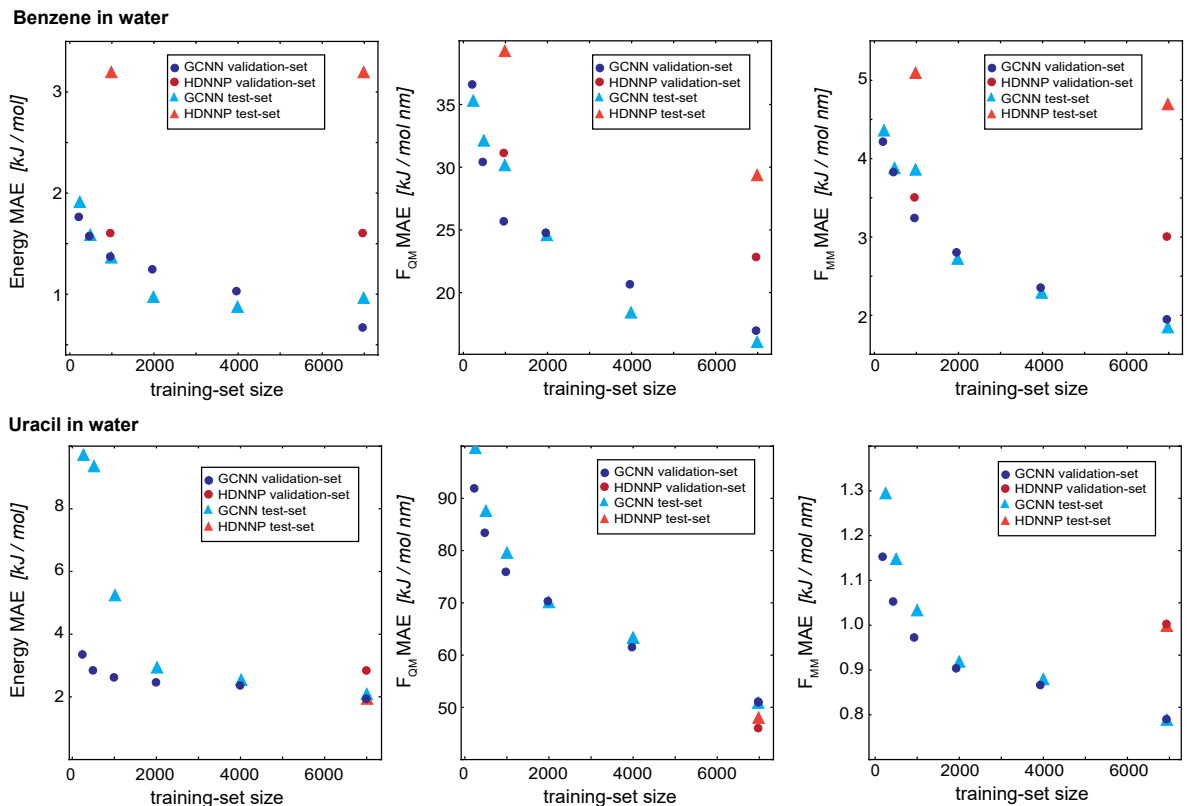 Benzene in water
Energy MAE [kJ / mol]
3
2
1
0
2000
4000
6000
training-set size
GCNN validation-set
HDNNP validation-set
GCNN test-set
HDNNP test-set
FQM MAE [kJ / mol nm]
35
30
25
20
0
2000
4000
6000
training-set size
GCNN validation-set
HDNNP validation-set
GCNN test-set
HDNNP test-set
FMM MAE [kJ / mol nm]
5
4
3
2
0
2000
4000
6000
training-set size
GCNN validation-set
HDNNP validation-set
GCNN test-set
HDNNP test-set
Uracil in water
Energy MAE [kJ / mol]
8
6
4
2
0
2000
4000
6000
training-set size
GCNN validation-set
HDNNP validation-set
GCNN test-set
HDNNP test-set
FQM MAE [kJ / mol nm]
90
80
70
60
50
0
2000
4000
6000
training-set size
GCNN validation-set
HDNNP validation-set
GCNN test-set
HDNNP test-set
FMM MAE [kJ / mol nm]
1.3
1.2
1.1
1.0
0.9
0.8
0
2000
4000
6000
training-set size
GCNN validation-set
HDNNP validation-set
GCNN test-set
HDNNP test-set